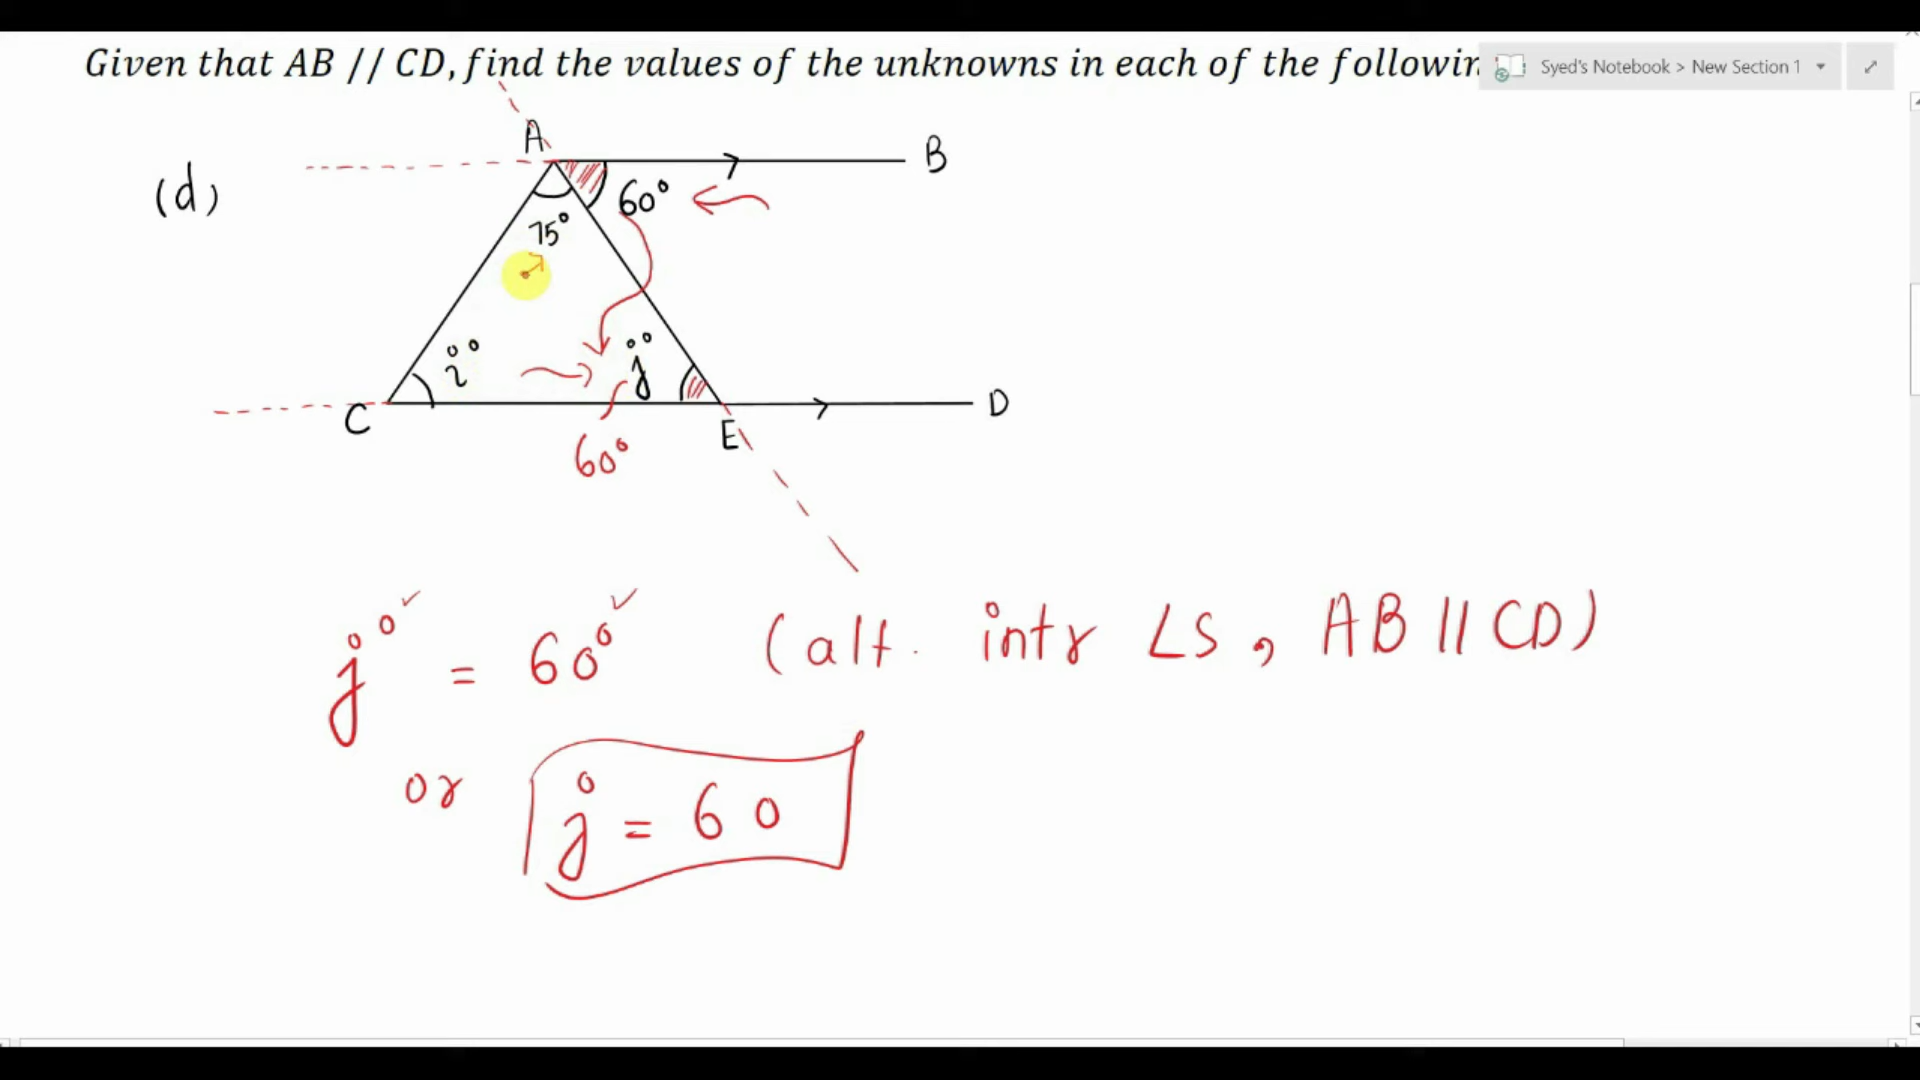 Given that AB // CD, find the values of the unknowns in each of the followin
Syed's Notebook > New Section 1
(d)
A
B
60°
75°
i°
j°
C
E
D
60°
j° = 60° (alt. intr ∠s, AB // CD)
or j = 60